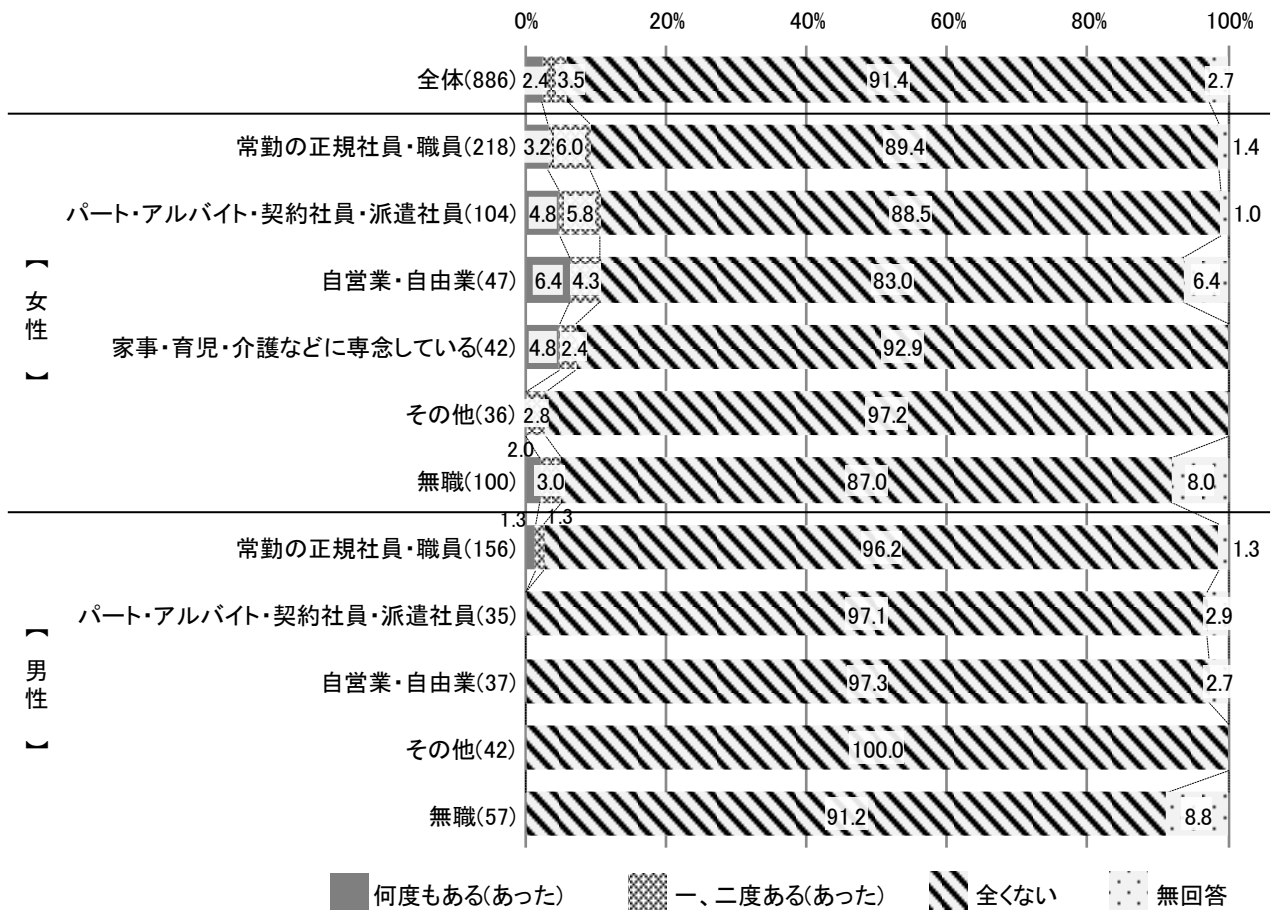 0% 20% 40% 60% 80% 100%
全体(886) 2.4 3.5 91.4 2.7
【女性】
常勤の正規社員・職員(218) 3.2 6.0 89.4 1.4
パート・アルバイト・契約社員・派遣社員(104) 4.8 5.8 88.5 1.0
自営業・自由業(47) 6.4 4.3 83.0 6.4
家事・育児・介護などに専念している(42) 4.8 2.4 92.9
その他(36) 2.8 97.2
無職(100) 2.0 3.0 87.0 8.0
【男性】
常勤の正規社員・職員(156) 1.3 1.3 96.2 1.3
パート・アルバイト・契約社員・派遣社員(35) 97.1 2.9
自営業・自由業(37) 97.3 2.7
その他(42) 100.0
無職(57) 91.2 8.8
何度もある(あった) 一、二度ある(あった) 全くない 無回答